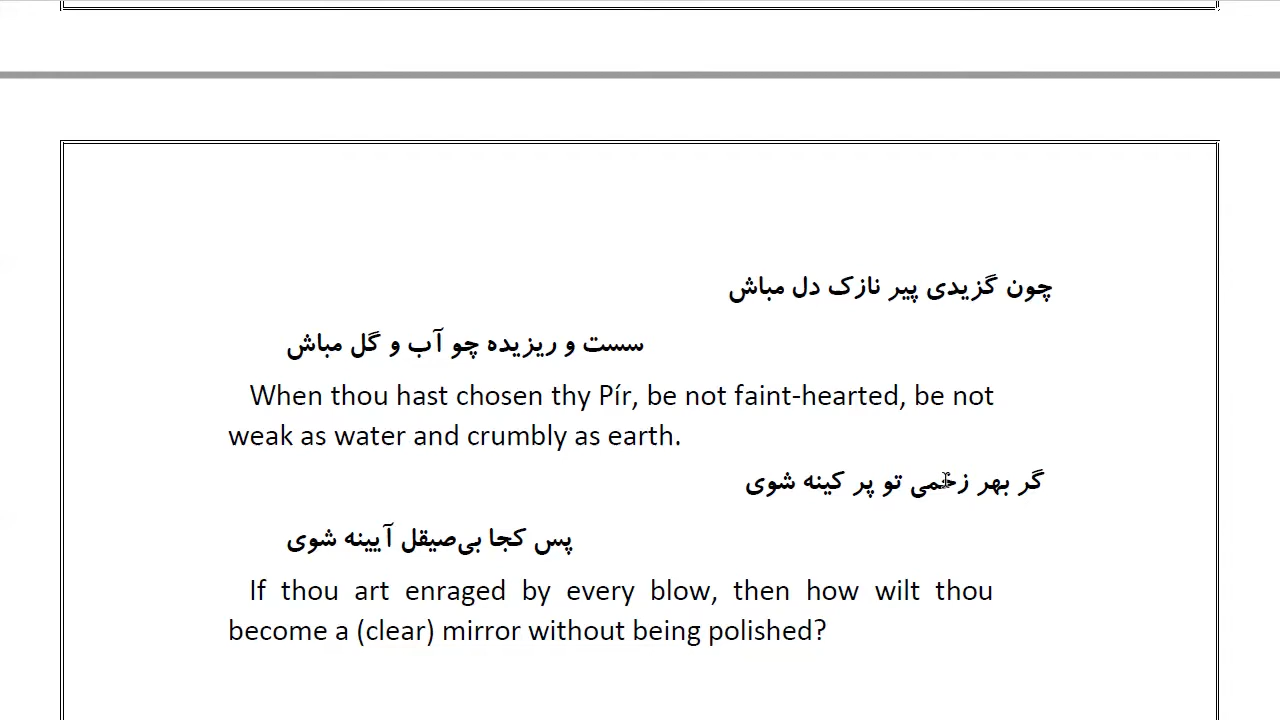 چون گزیدی پیر نازک دل مباش
سست و ریزیده چو آب و گل مباش
When thou hast chosen thy Pír, be not faint-hearted, be not
weak as water and crumbly as earth.
گر بهر زخمی تو پر کینه شوی
پس کجا بی‌صیقل آیینه شوی
If thou art enraged by every blow, then how wilt thou
become a (clear) mirror without being polished?